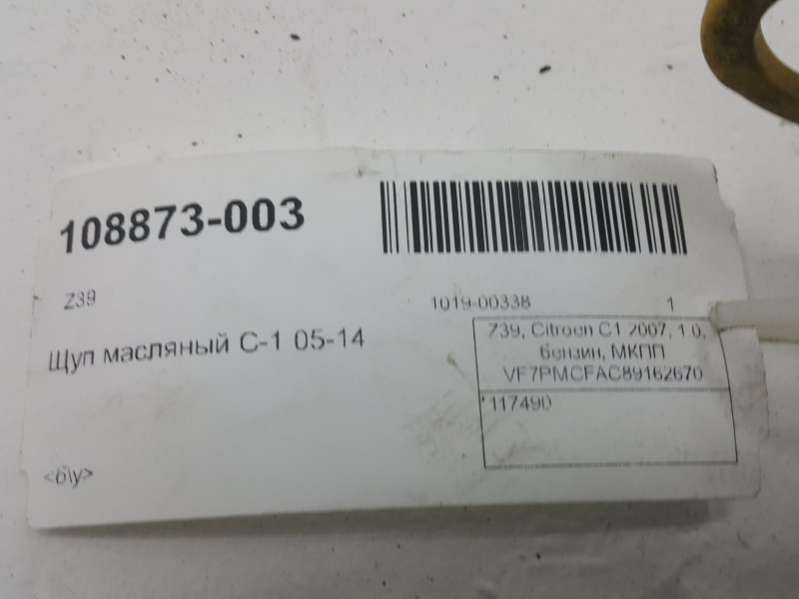 108873-003
Z39
1019-00338 1
Щуп масляный С-1 05-14
Z39, Citroen C1 2007, 1.0,
бензин, МКПП
VF7PMCFAC89162670
*117490
<б\у>